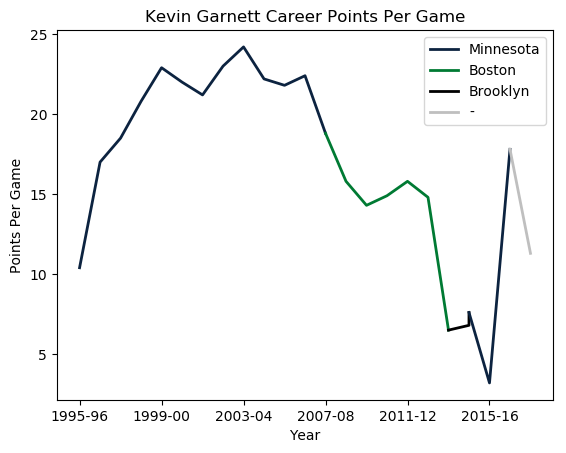 Kevin Garnett Career Points Per Game
Minnesota
Boston
Brooklyn
-
25
20
15
10
5
Points Per Game
1995-96 1999-00 2003-04 2007-08 2011-12 2015-16
Year